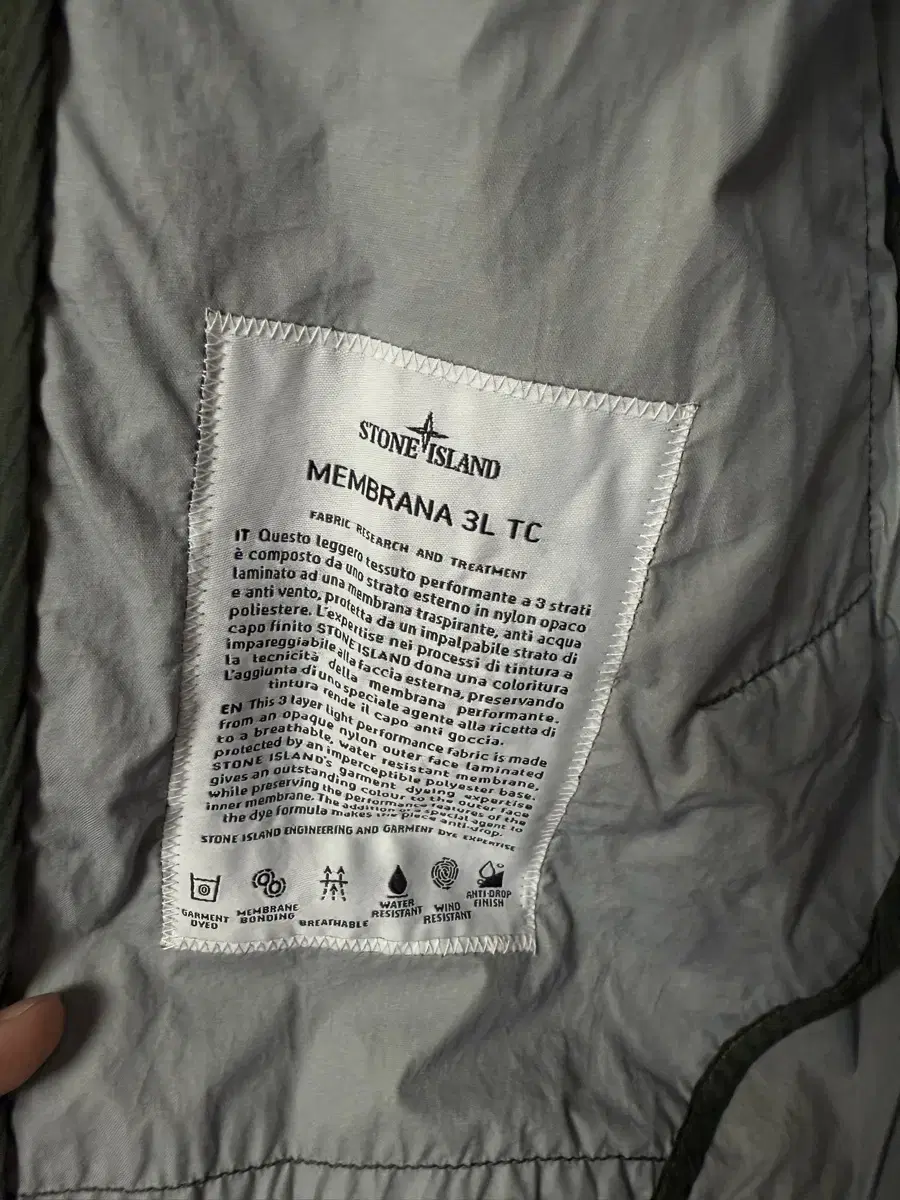 STONE ISLAND
MEMBRANA 3L TC
FABRIC RESEARCH AND TREATMENT
IT Questo leggero tessuto performante a 3 strati
è composto da uno strato esterno in nylon opaco
laminato ad una membrana traspirante, anti acqua
e anti vento, protetta da un impalpabile strato di
poliestere. L'expertise nei processi di tintura a
capo finito STONE ISLAND dona una coloritura
impareggiabile alla faccia esterna, preservando
la tecnicità della membrana performante.
L'aggiunta di uno speciale agente alla ricetta di
tintura rende il capo anti goccia.
EN This 3 layer light performance fabric is made
from an opaque nylon outer face laminated
to a breathable, water resistant membrane,
protected by an imperceptible polyester base.
STONE ISLAND's garment dyeing expertise
gives an outstanding colour to the outer face
while preserving the performance features of the
inner membrane. The addition of a special agent to
the dye formula makes the piece anti-drop.
STONE ISLAND ENGINEERING AND GARMENT DYE EXPERTISE
GARMENT DYED
MEMBRANE BONDING
BREATHABLE
WATER RESISTANT
WIND RESISTANT
ANTI-DROP FINISH